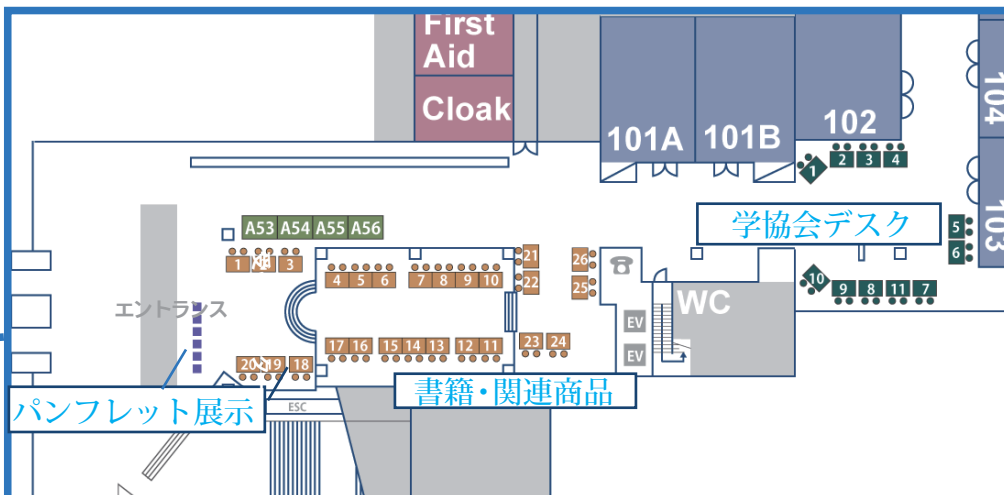 First
Aid
Cloak
101A
101B
102
104
103
1
2
3
4
学協会デスク
5
6
10
9
8
11
7
A53
A54
A55
A56
1
3
4
5
6
7
8
9
10
21
22
26
25
エントランス
WC
EV
EV
17
16
15
14
13
12
11
23
24
20
19
18
パンフレット展示
書籍・関連商品
ESC